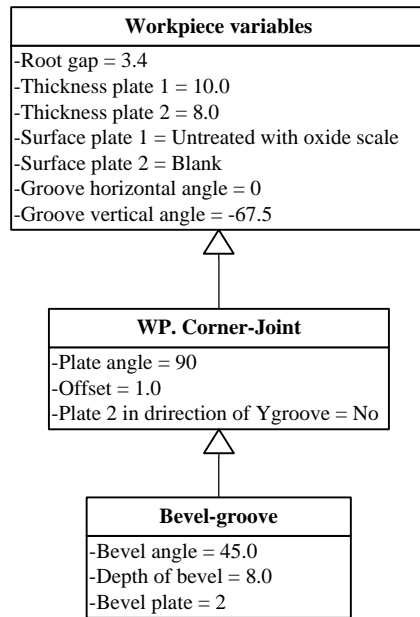 Workpiece variables
-Root gap = 3.4
-Thickness plate 1 = 10.0
-Thickness plate 2 = 8.0
-Surface plate 1 = Untreated with oxide scale
-Surface plate 2 = Blank
-Groove horizontal angle = 0
-Groove vertical angle = -67.5
WP. Corner-Joint
-Plate angle = 90
-Offset = 1.0
-Plate 2 in drirection of Ygroove = No
Bevel-groove
-Bevel angle = 45.0
-Depth of bevel = 8.0
-Bevel plate = 2